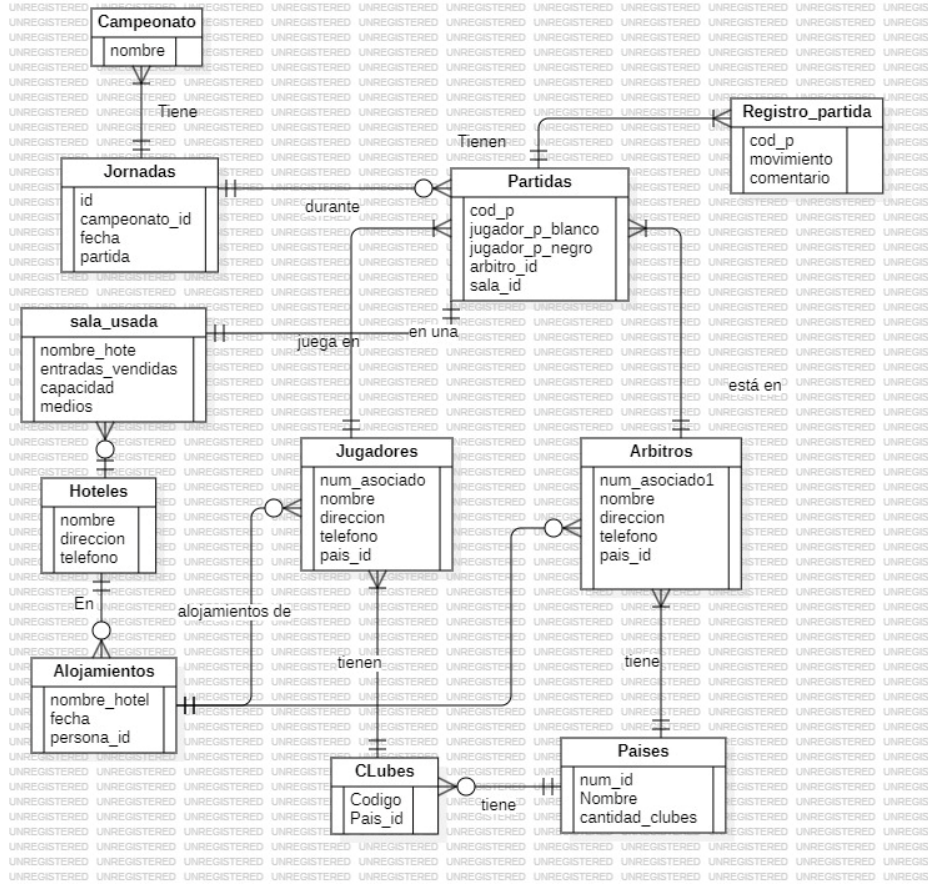 Campeonato
nombre
Tiene
Jornadas
id
campeonato_id
fecha
partida
durante
Tienen
Registro_partida
cod_p
movimiento
comentario
Partidas
cod_p
jugador_p_blanco
jugador_p_negro
arbitro_id
sala_id
sala_usada
nombre_hote
entradas_vendidas
capacidad
medios
juega en
en una
está en
Hoteles
nombre
direccion
telefono
Jugadores
num_asociado
nombre
direccion
telefono
pais_id
Arbitros
num_asociado1
nombre
direccion
telefono
pais_id
En
alojamientos de
Alojamientos
nombre_hotel
fecha
persona_id
tienen
tiene
CLubes
Codigo
Pais_id
tiene
Paises
num_id
Nombre
cantidad_clubes
UNREGISTERED